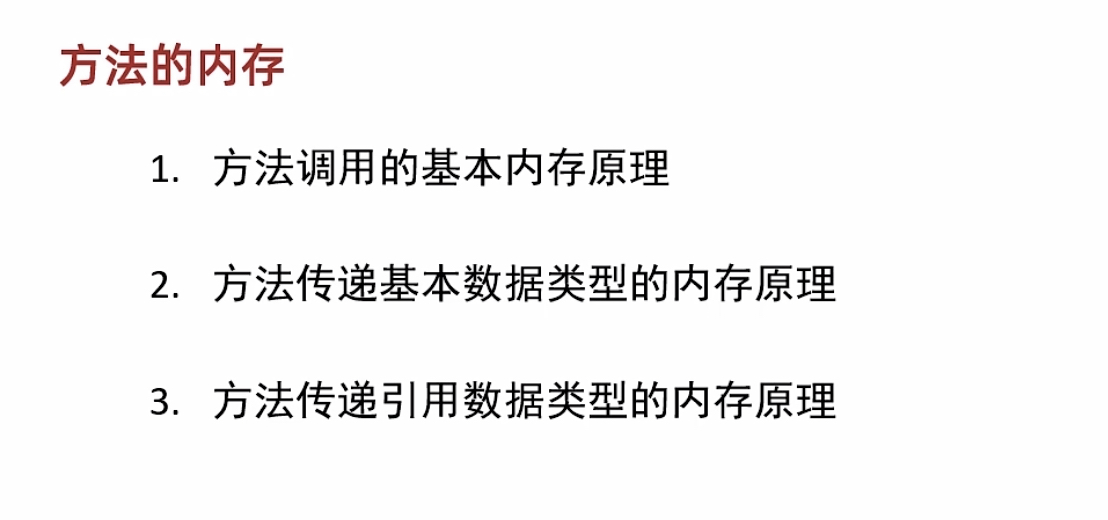 方法的内存
1. 方法调用的基本内存原理
2. 方法传递基本数据类型的内存原理
3. 方法传递引用数据类型的内存原理